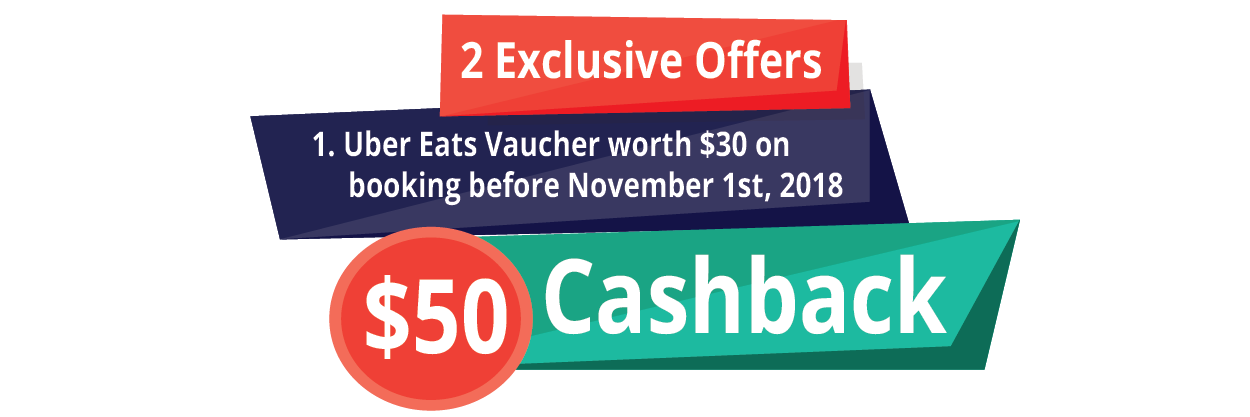 2 Exclusive Offers
1. Uber Eats Vaucher worth $30 on
booking before November 1st, 2018
$50 Cashback